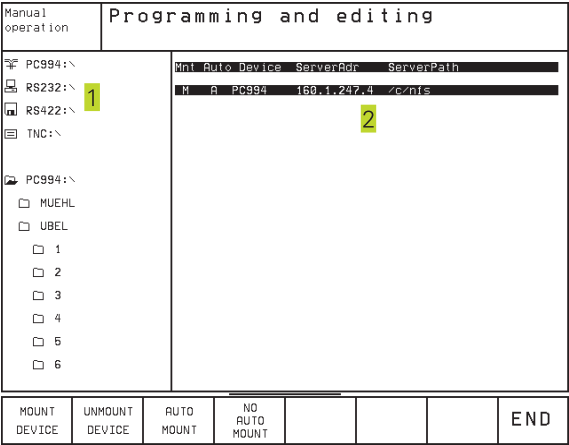 Manual
operation
Programming and editing
PC994:\
RS232:\
1
RS422:\
TNC:\
PC994:\
MUEHL
UBEL
1
2
3
4
5
6
Mnt Auto Device ServerAdr ServerPath
M A PC994 160.1.247.4 /c/nfs
2
MOUNT
DEVICE
UNMOUNT
DEVICE
AUTO
MOUNT
NO
AUTO
MOUNT
END